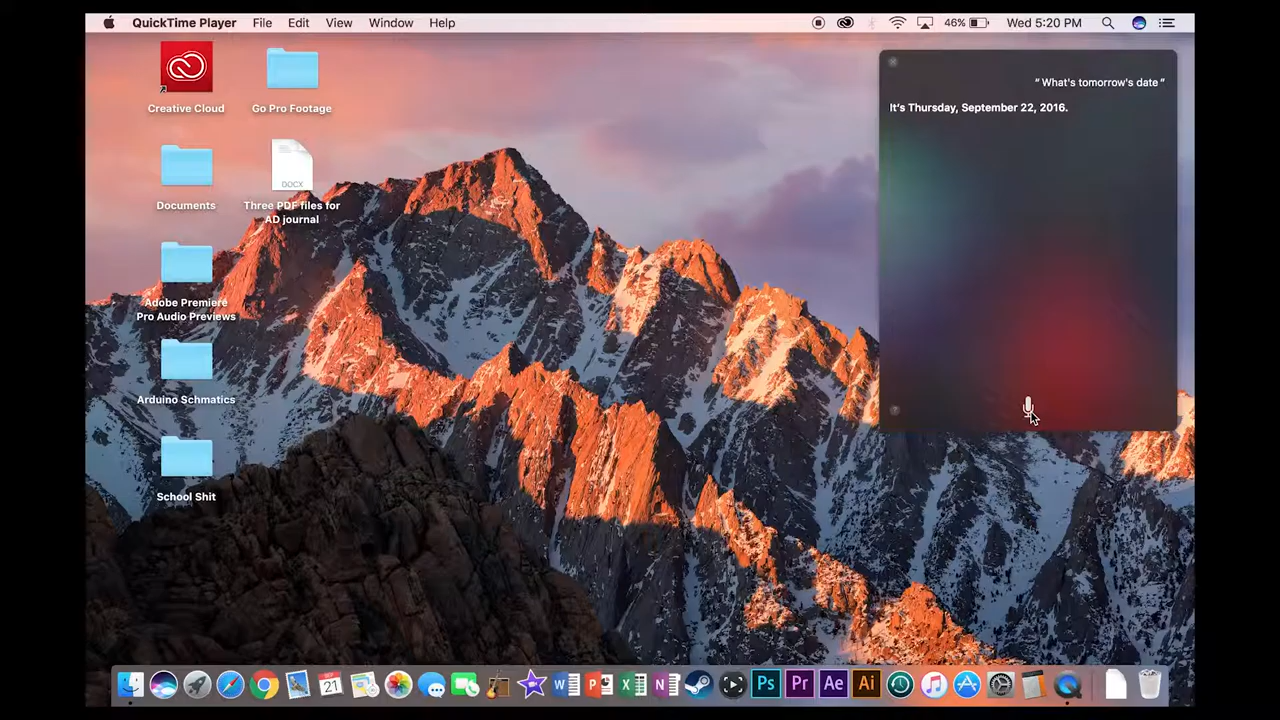 QuickTime Player File Edit View Window Help 46% Wed 5:20 PM
Creative Cloud
Go Pro Footage
Documents
DOCX
Three PDF files for
AD journal
Adobe Premiere
Pro Audio Previews
Arduino Schmatics
School Shit
“What's tomorrow's date”
It's Thursday, September 22, 2016.
?
21 W P X N Ps Pr Ae Ai